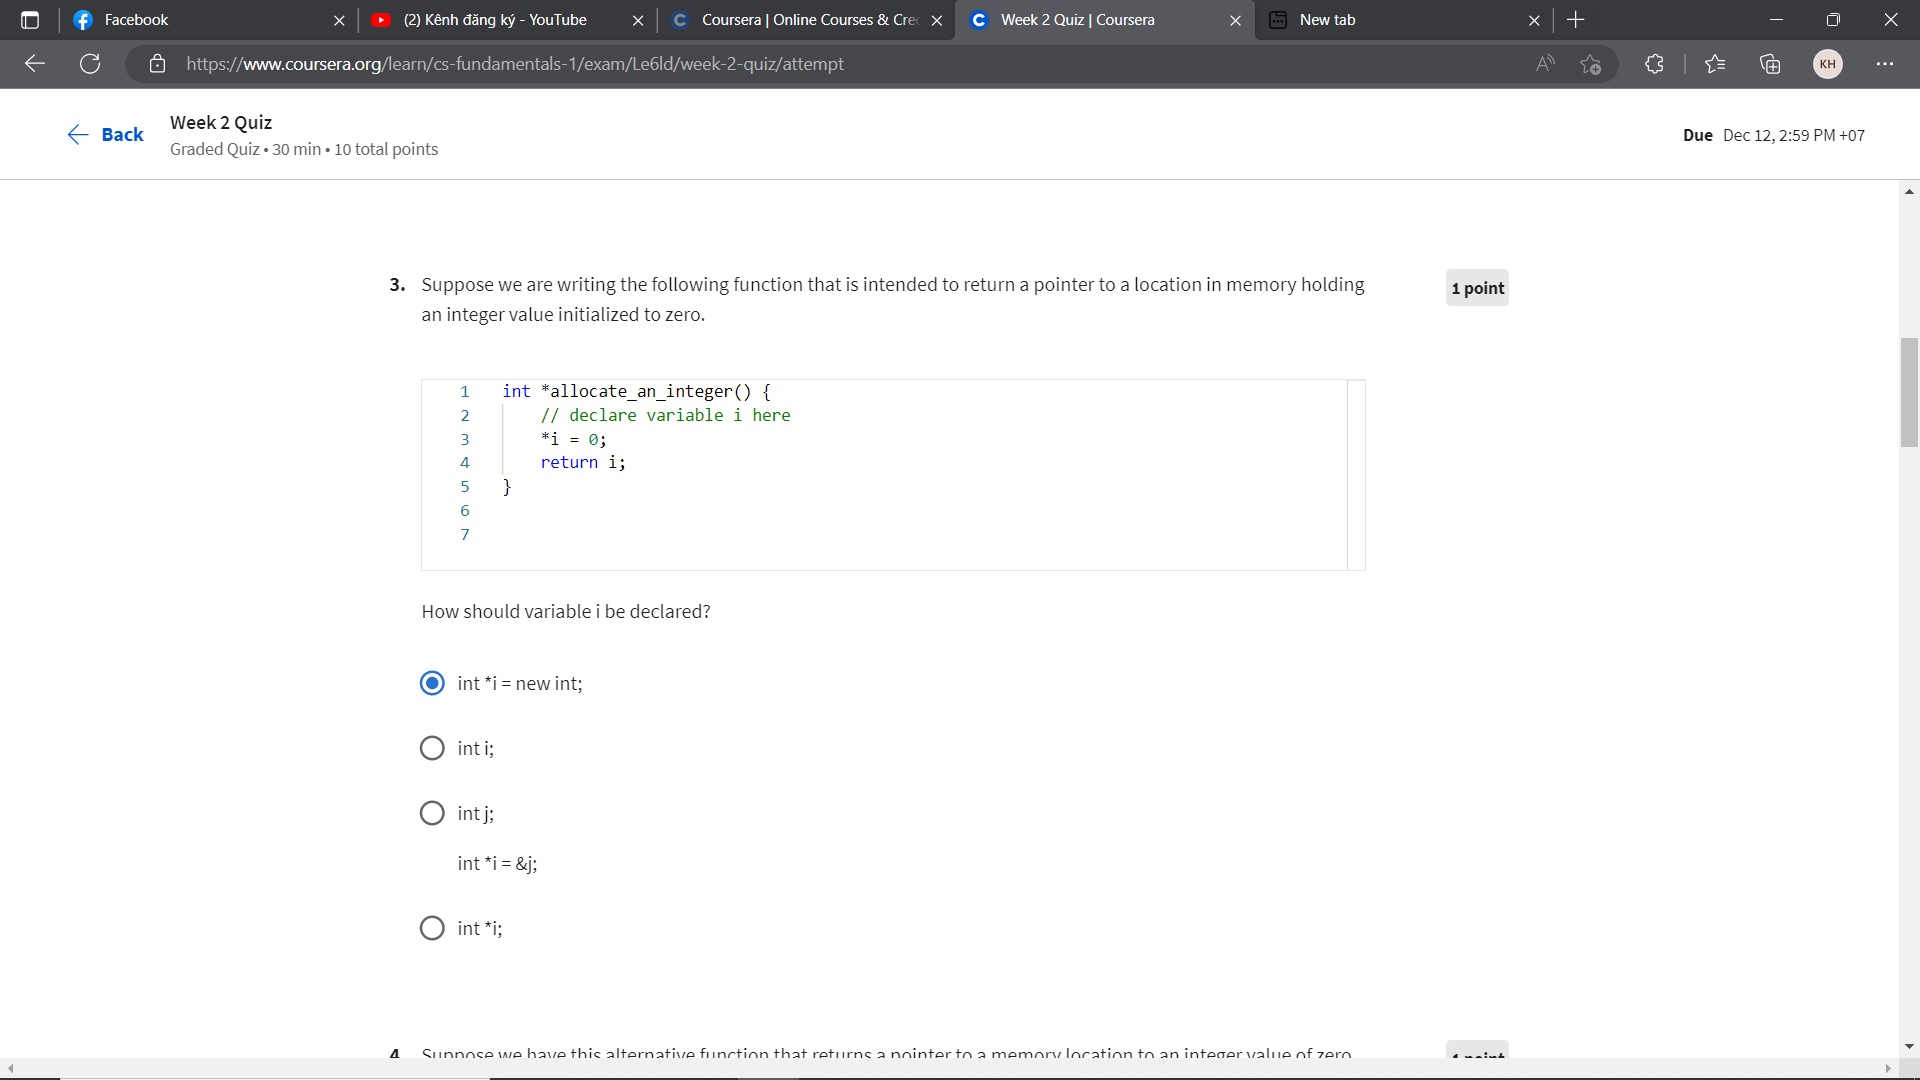 Facebook
(2) Kênh đăng ký - YouTube
Coursera | Online Courses & Cre
Week 2 Quiz | Coursera
New tab
https://www.coursera.org/learn/cs-fundamentals-1/exam/Le6ld/week-2-quiz/attempt
KH
Back
Week 2 Quiz
Graded Quiz • 30 min • 10 total points
Due Dec 12, 2:59 PM +07
3. Suppose we are writing the following function that is intended to return a pointer to a location in memory holding
an integer value initialized to zero.
1 point
1 int *allocate_an_integer() {
2 // declare variable i here
3 *i = 0;
4 return i;
5 }
6
7
How should variable i be declared?
int *i = new int;
int i;
int j;
int *i = &j;
int *i;
4. Suppose we have this alternative function that returns a pointer to a memory location to an integer value of zero.
1 point